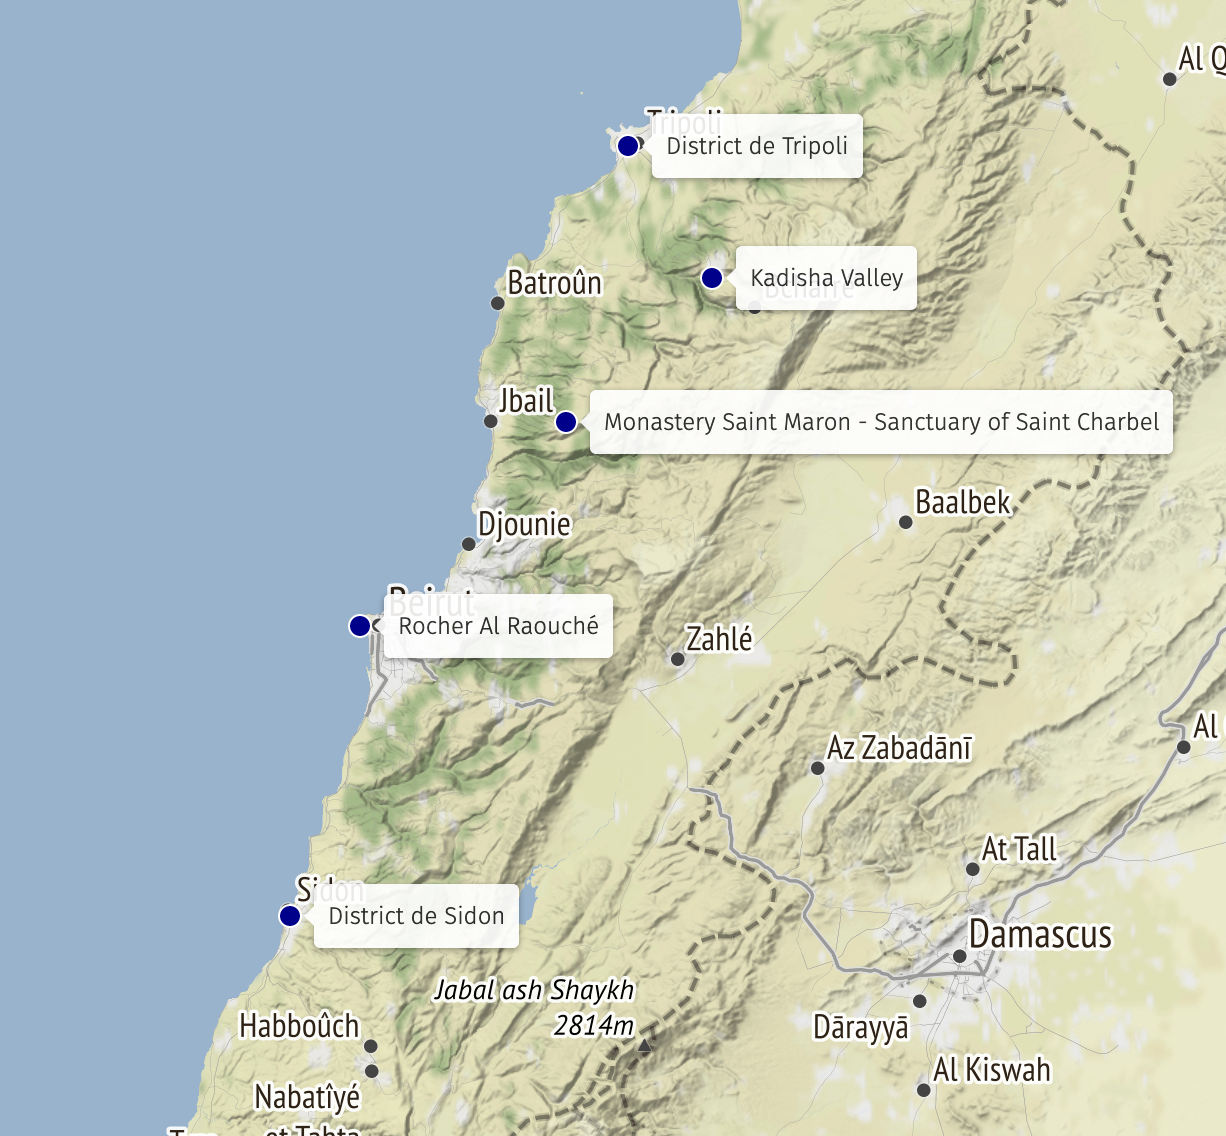 Al Q
Tripoli
District de Tripoli
Kadisha Valley
Batroûn
Jbail
Monastery Saint Maron - Sanctuary of Saint Charbel
Baalbek
Djounie
Beirut
Rocher Al Raouché
Zahlé
Al
Az Zabadānī
At Tall
Sidon
District de Sidon
Damascus
Jabal ash Shaykh
2814m
Dārayyā
Habboûch
Al Kiswah
Nabatîyé
et Tahta